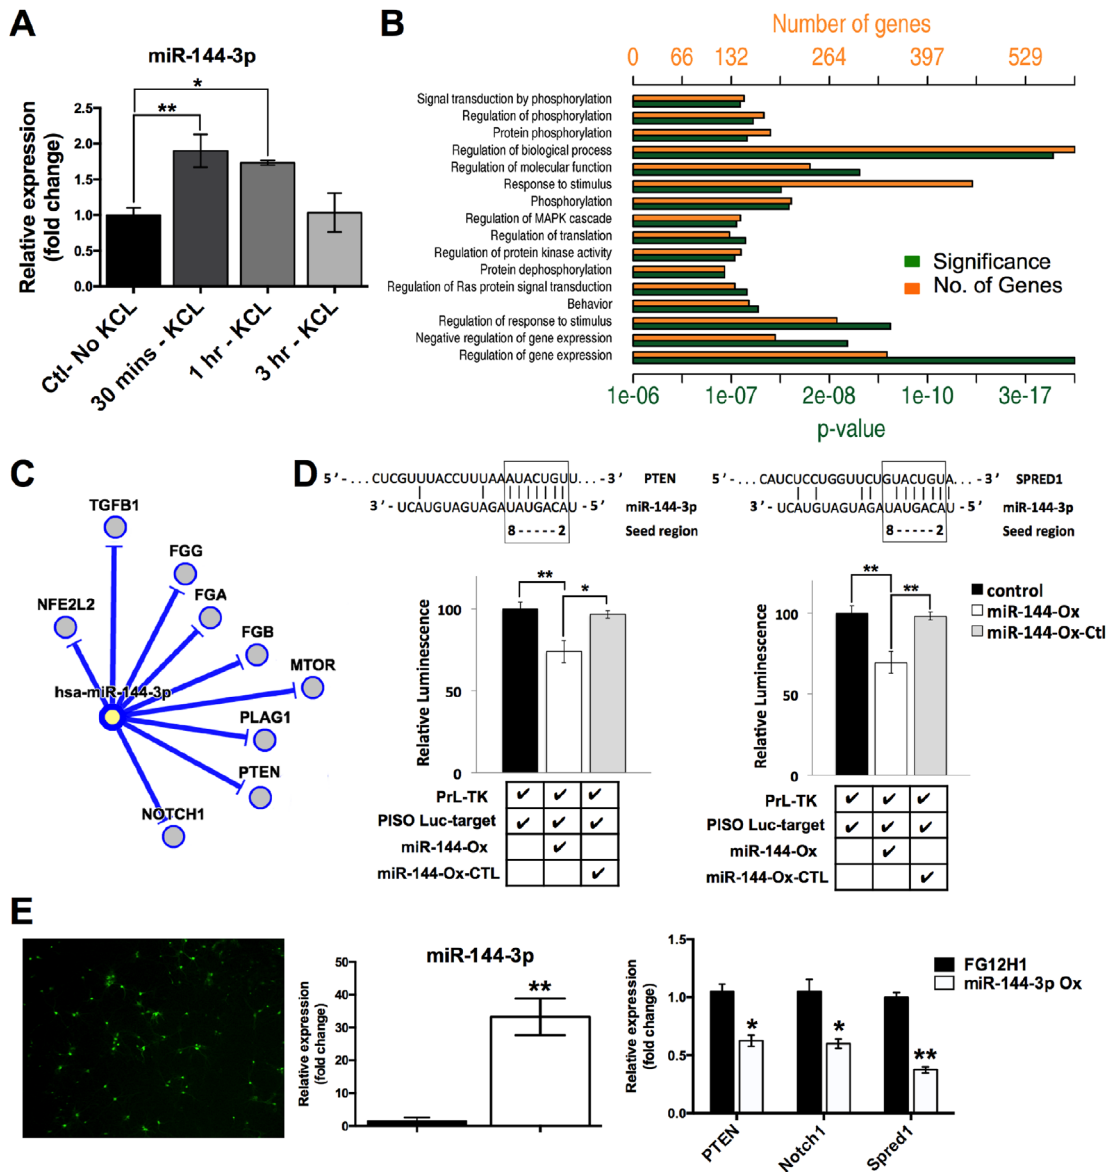 A
miR-144-3p
*
**
Relative expression
(fold change)
2.5
2.0
1.5
1.0
0.5
0.0
Ctl- No KCL
30 mins - KCL
1 hr - KCL
3 hr - KCL
B
Number of genes
0 66 132 264 397 529
Signal transduction by phosphorylation
Regulation of phosphorylation
Protein phosphorylation
Regulation of biological process
Regulation of molecular function
Response to stimulus
Phosphorylation
Regulation of MAPK cascade
Regulation of translation
Regulation of protein kinase activity
Protein dephosphorylation
Regulation of Ras protein signal transduction
Behavior
Regulation of response to stimulus
Negative regulation of gene expression
Regulation of gene expression
Significance
No. of Genes
1e-06 1e-07 2e-08 1e-10 3e-17
p-value
C
TGFB1
FGG
FGA
NFE2L2
FGB
MTOR
hsa-miR-144-3p
PLAG1
PTEN
NOTCH1
D
5'-...CUCGUUUACCUUUAAAUACUGUU...-3' PTEN
3'-UCAUGUAGUAGAUAUGACAU-5' miR-144-3p
8-----2 Seed region
5'-...CAUCUCCUGGUUCUGUACUGUA...-3' SPRED1
3'-UCAUGUAGUAGAUAUGACAU-5' miR-144-3p
8-----2 Seed region
** *
Relative Luminescence
100
50
0
PrL-TK ✔ ✔ ✔
PISO Luc-target ✔ ✔ ✔
miR-144-Ox ✔
miR-144-Ox-CTL ✔
** **
Relative Luminescence
100
50
0
control
miR-144-Ox
miR-144-Ox-Ctl
PrL-TK ✔ ✔ ✔
PISO Luc-target ✔ ✔ ✔
miR-144-Ox ✔
miR-144-Ox-CTL ✔
E
miR-144-3p
**
Relative expression
(fold change)
50
40
30
20
10
0
Relative expression
(fold change)
1.5
1.0
0.5
0.0
* * **
PTEN
Notch1
Spred1
FG12H1
miR-144-3p Ox